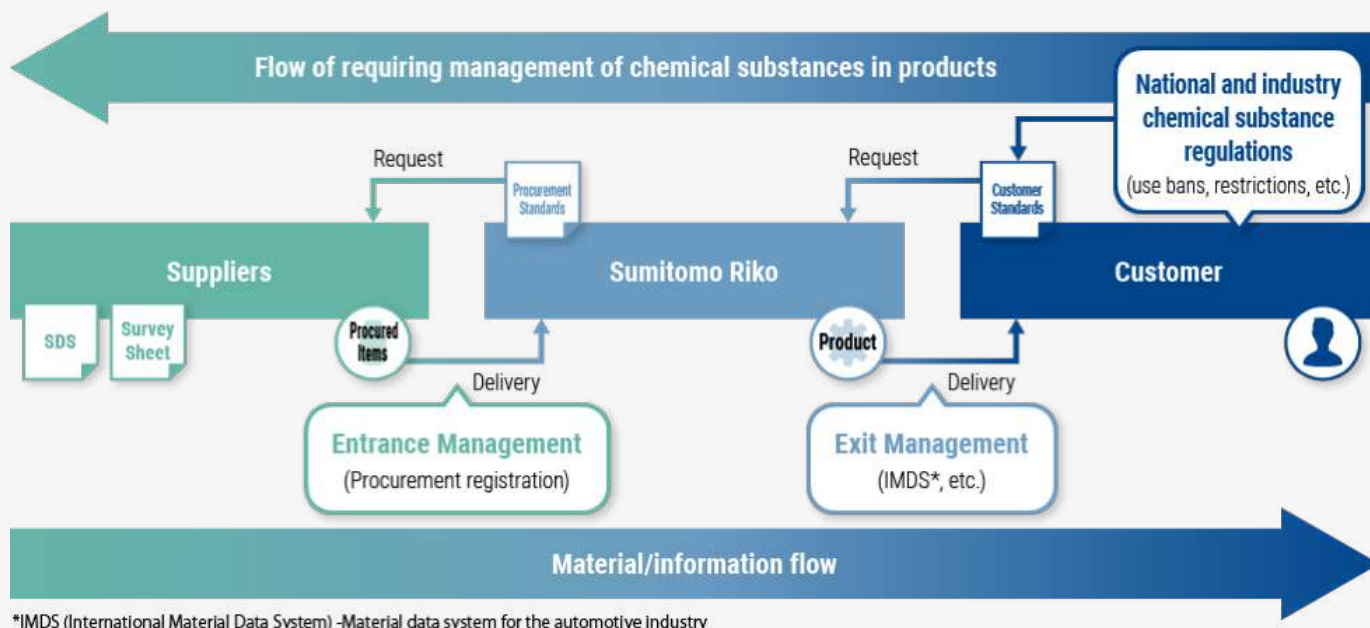 Flow of requiring management of chemical substances in products
National and industry
chemical substance
regulations
(use bans, restrictions, etc.)
Request
Procurement
Standards
Request
Customer
Standards
Suppliers
Sumitomo Riko
Customer
SDS
Survey
Sheet
Procured
Items
Delivery
Product
Delivery
Entrance Management
(Procurement registration)
Exit Management
(IMDS*, etc.)
Material/information flow
*IMDS (International Material Data System) -Material data system for the automotive industry